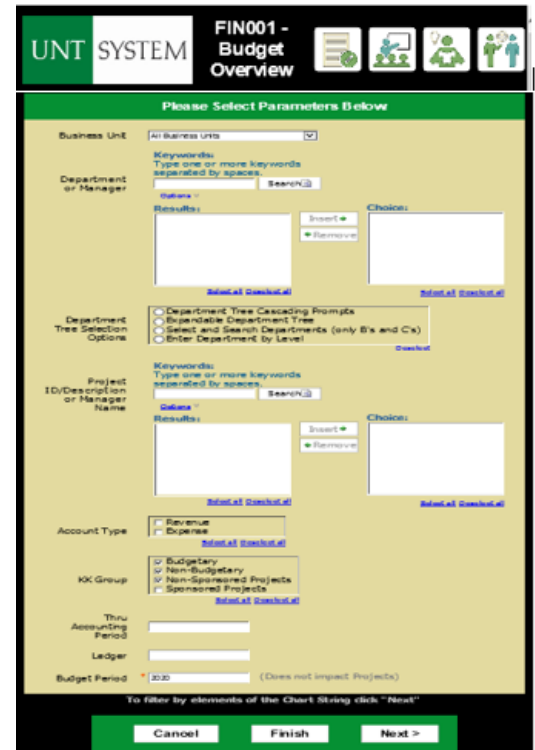 UNT SYSTEM
FIN001 -
Budget
Overview
Please Select Parameters Below
Business Unit
All Business Units
Keywords:
Type one or more keywords
separated by spaces.
Department
or Manager
Search
Options
Results:
Choice:
Insert
Remove
Select all Deselect all
Select all Deselect all
Department
Tree Selection
Options
Department Tree Cascading Prompts
Expandable Department Tree
Select and Search Departments (only B's and C's)
Enter Department by Level
Deselect
Keywords:
Type one or more keywords
separated by spaces.
Project
ID/Description
or Manager
Name
Search
Options
Results:
Choice:
Insert
Remove
Select all Deselect all
Select all Deselect all
Account Type
Revenue
Expense
Select all Deselect all
KK Group
Budgetary
Non-Budgetary
Non-Sponsored Projects
Sponsored Projects
Select all Deselect all
Thru
Accounting
Period
Ledger
Budget Period * 2020 (Does not impact Projects)
To filter by elements of the Chart String click "Next"
Cancel Finish Next >